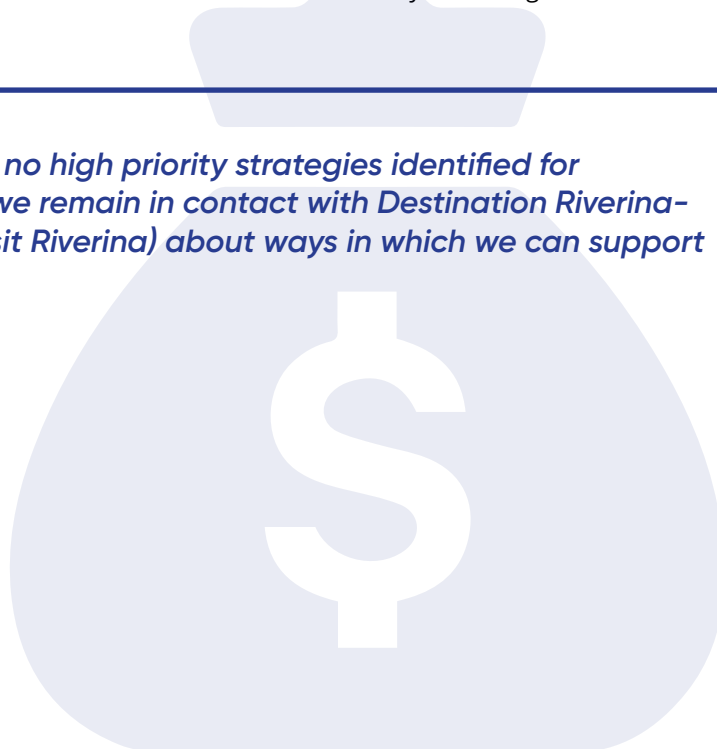 no high priority strategies identified for
we remain in contact with Destination Riverina-
Riverina) about ways in which we can support
$